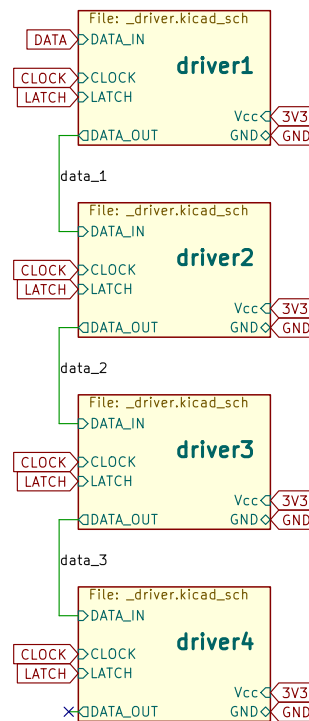 File: _driver.kicad_sch
DATA DATA_IN
driver1
CLOCK CLOCK
LATCH LATCH
Vcc 3V3
DATA_OUT GND GND
data_1
File: _driver.kicad_sch
DATA_IN
driver2
CLOCK CLOCK
LATCH LATCH
Vcc 3V3
DATA_OUT GND GND
data_2
File: _driver.kicad_sch
DATA_IN
driver3
CLOCK CLOCK
LATCH LATCH
Vcc 3V3
DATA_OUT GND GND
data_3
File: _driver.kicad_sch
DATA_IN
driver4
CLOCK CLOCK
LATCH LATCH
Vcc 3V3
DATA_OUT GND GND